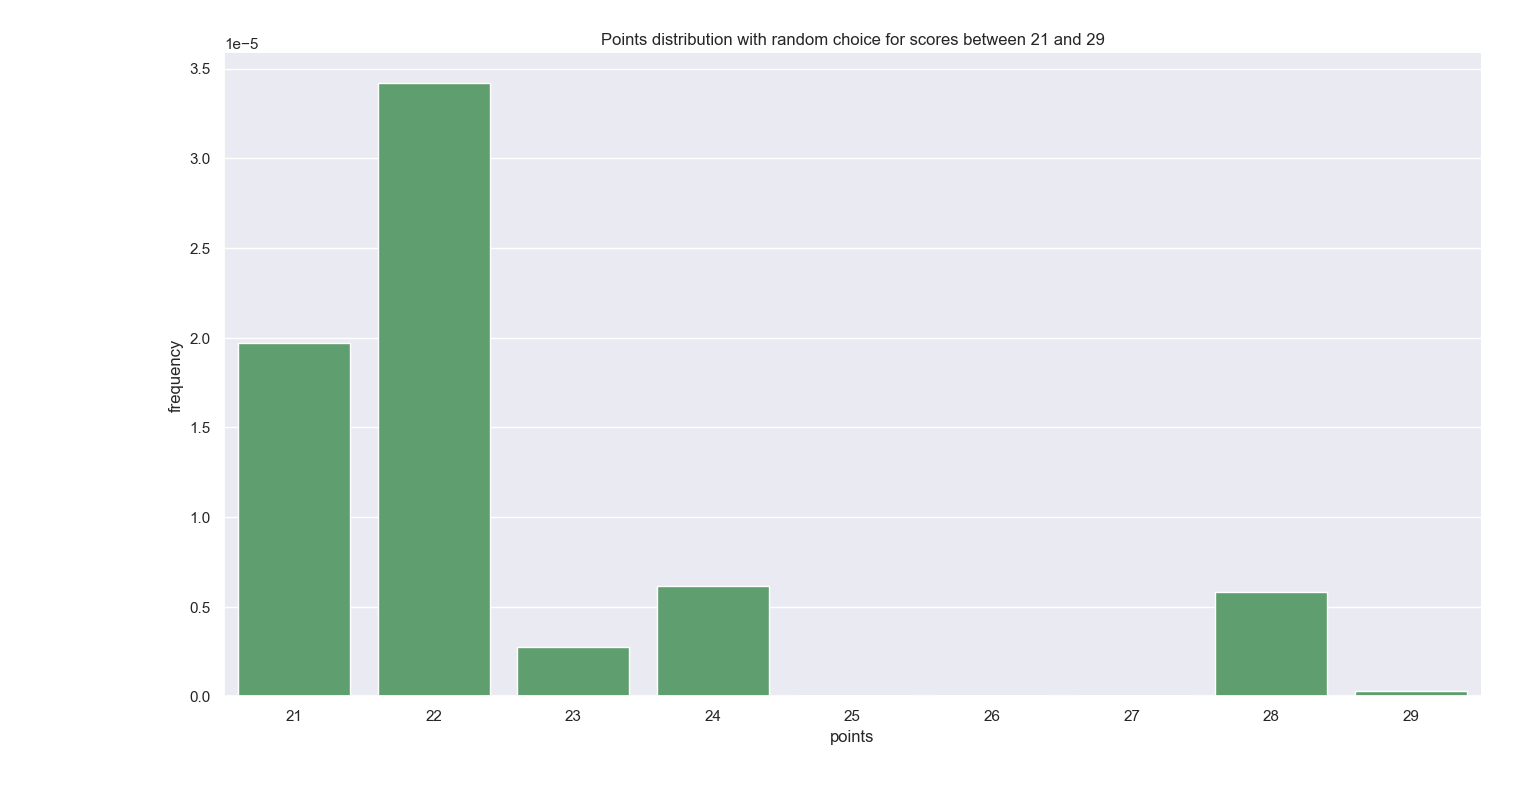 Points distribution with random choice for scores between 21 and 29
1e−5
3.5
3.0
2.5
2.0
1.5
1.0
0.5
0.0
frequency
21 22 23 24 25 26 27 28 29
points